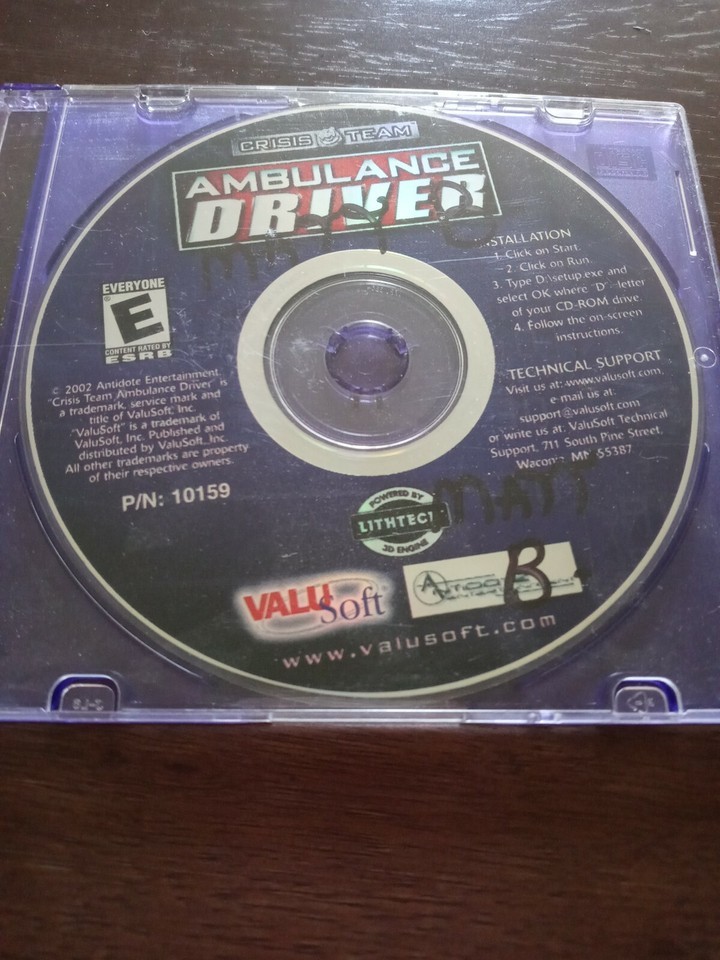 CRISIS TEAM
AMBULANCE
DRIVER
MATT B
EVERYONE
E
CONTENT RATED BY
ESRB
© 2002 Antidote Entertainment.
"Crisis Team Ambulance Driver" is
a trademark, service mark and
title of ValuSoft, Inc.
"ValuSoft" is a trademark of
ValuSoft, Inc. Published and
distributed by ValuSoft, Inc.
All other trademarks are property
of their respective owners.
P/N: 10159
INSTALLATION
1. Click on Start.
2. Click on Run.
3. Type D:\setup.exe and
select OK where "D" - letter
of your CD-ROM drive.
4. Follow the on-screen
instructions.
TECHNICAL SUPPORT
Visit us at: www.valusoft.com,
e-mail us at:
support@valusoft.com
or write us at: ValuSoft Technical
Support, 711 South Pine Street,
Waconia, MN 55387
MATT
B.
POWERED BY
LITHTECH
3D ENGINE
VALUSoft
Antidote
www.valusoft.com